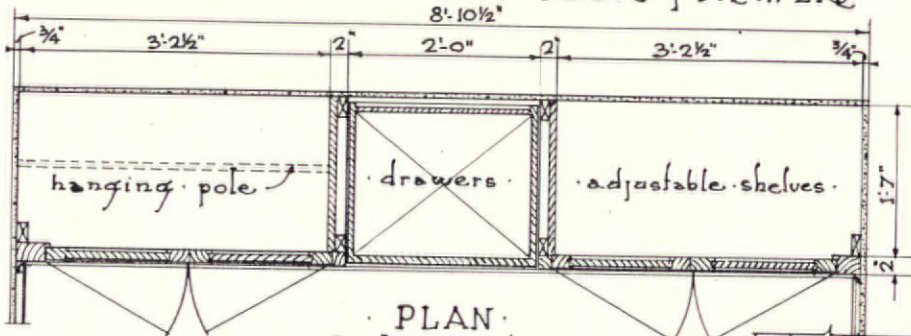 8'-10½"
¾" 3'-2½" 2" 2'-0" 2" 3'-2½" ¾"
hanging · pole
· drawers ·
· adjustable · shelves ·
1'-7"
2"
· PLAN ·